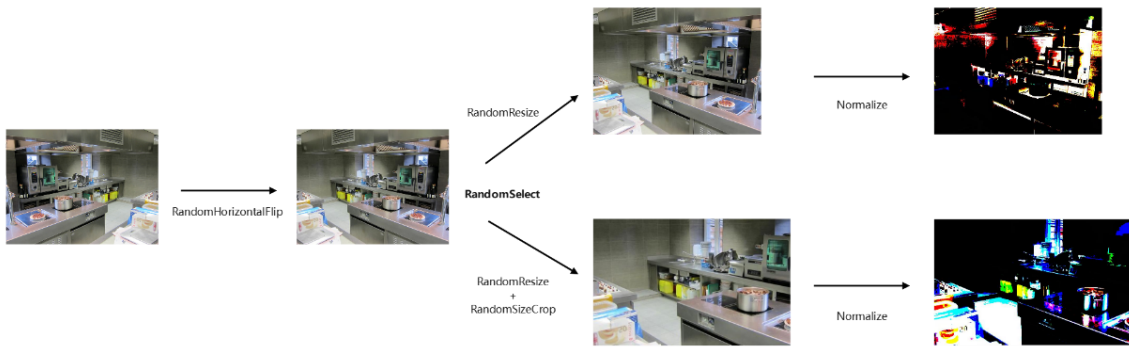 RandomHorizontalFlip
RandomResize
RandomSelect
RandomResize
+
RandomSizeCrop
Normalize
Normalize